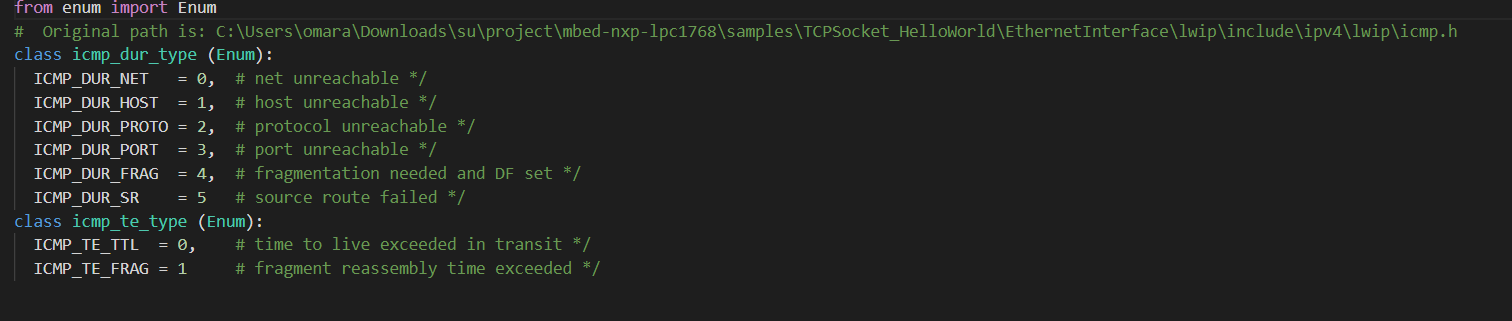 from enum import Enum
#  Original path is: C:\Users\omara\Downloads\su\project\mbed-nxp-lpc1768\samples\TCPSocket_HelloWorld\EthernetInterface\lwip\include\ipv4\lwip\icmp.h
class icmp_dur_type (Enum):
  ICMP_DUR_NET   = 0,  # net unreachable */
  ICMP_DUR_HOST  = 1,  # host unreachable */
  ICMP_DUR_PROTO = 2,  # protocol unreachable */
  ICMP_DUR_PORT  = 3,  # port unreachable */
  ICMP_DUR_FRAG  = 4,  # fragmentation needed and DF set */
  ICMP_DUR_SR    = 5   # source route failed */
class icmp_te_type (Enum):
  ICMP_TE_TTL  = 0,    # time to live exceeded in transit */
  ICMP_TE_FRAG = 1     # fragment reassembly time exceeded */